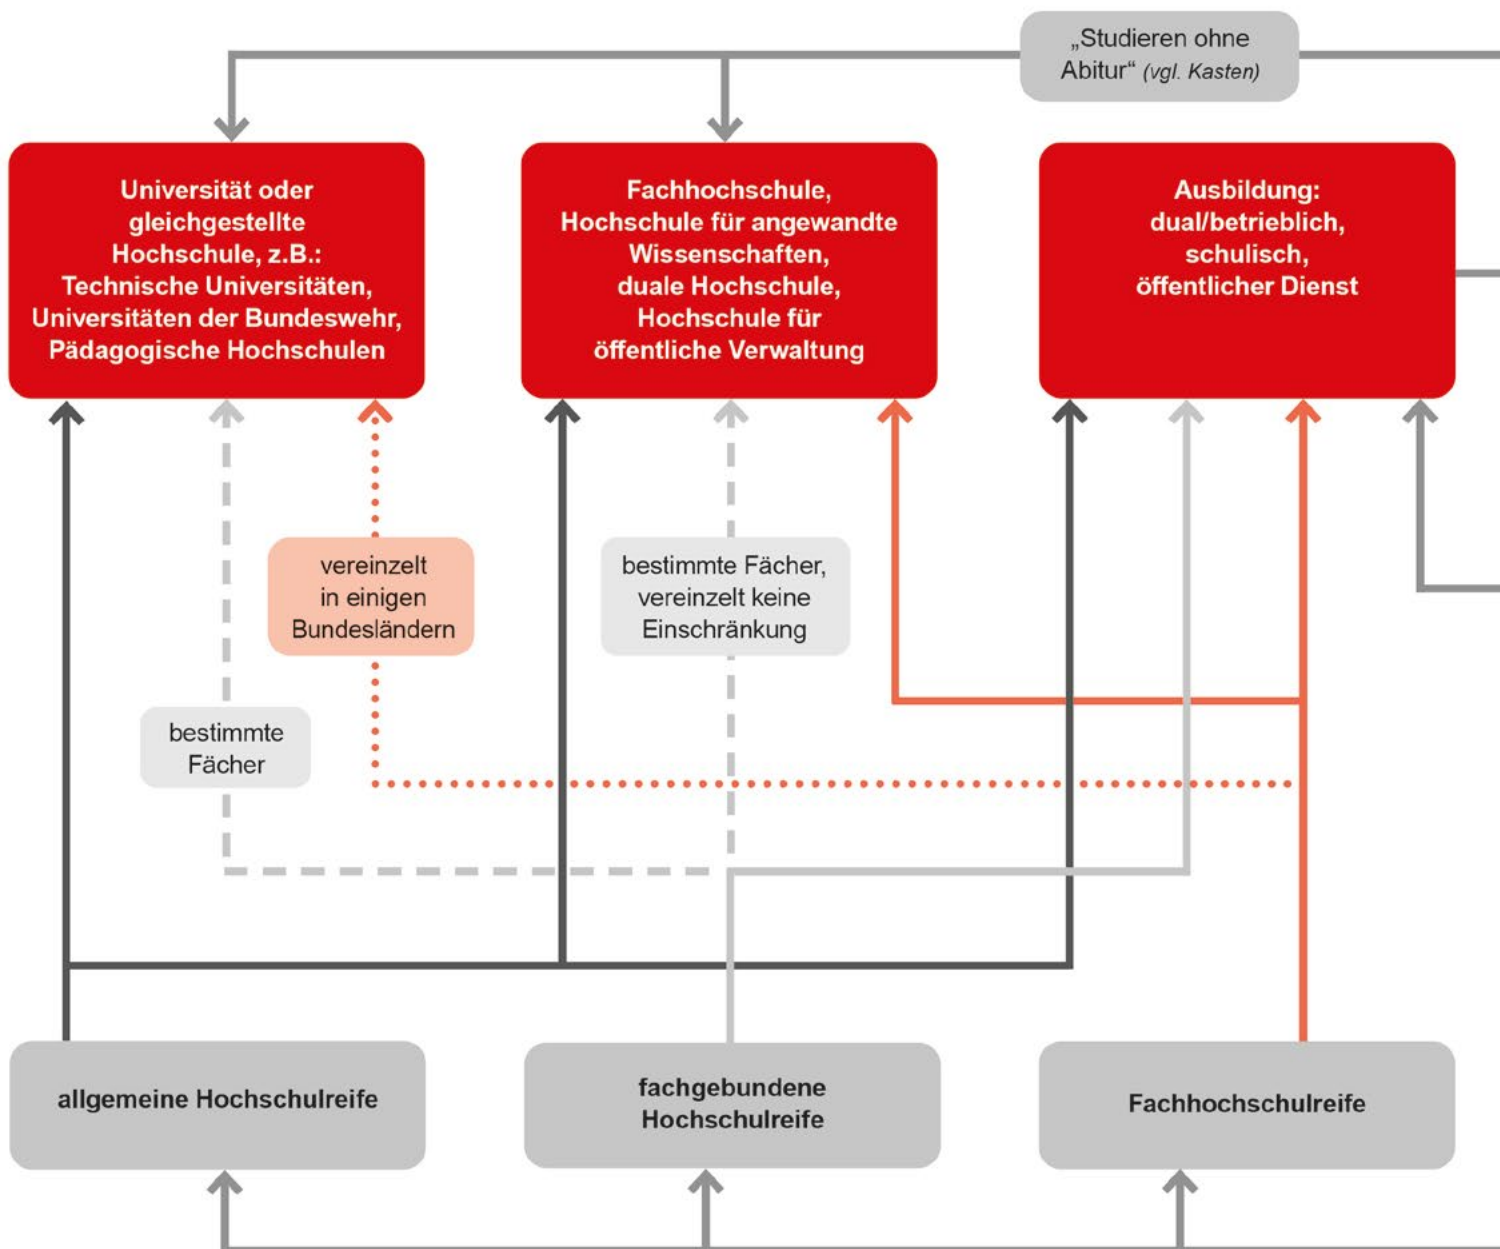 „Studieren ohne
Abitur“ (vgl. Kasten)
Universität oder
gleichgestellte
Hochschule, z.B.:
Technische Universitäten,
Universitäten der Bundeswehr,
Pädagogische Hochschulen
Fachhochschule,
Hochschule für angewandte
Wissenschaften,
duale Hochschule,
Hochschule für
öffentliche Verwaltung
Ausbildung:
dual/betrieblich,
schulisch,
öffentlicher Dienst
vereinzelt
in einigen
Bundesländern
bestimmte Fächer,
vereinzelt keine
Einschränkung
bestimmte
Fächer
allgemeine Hochschulreife
fachgebundene
Hochschulreife
Fachhochschulreife